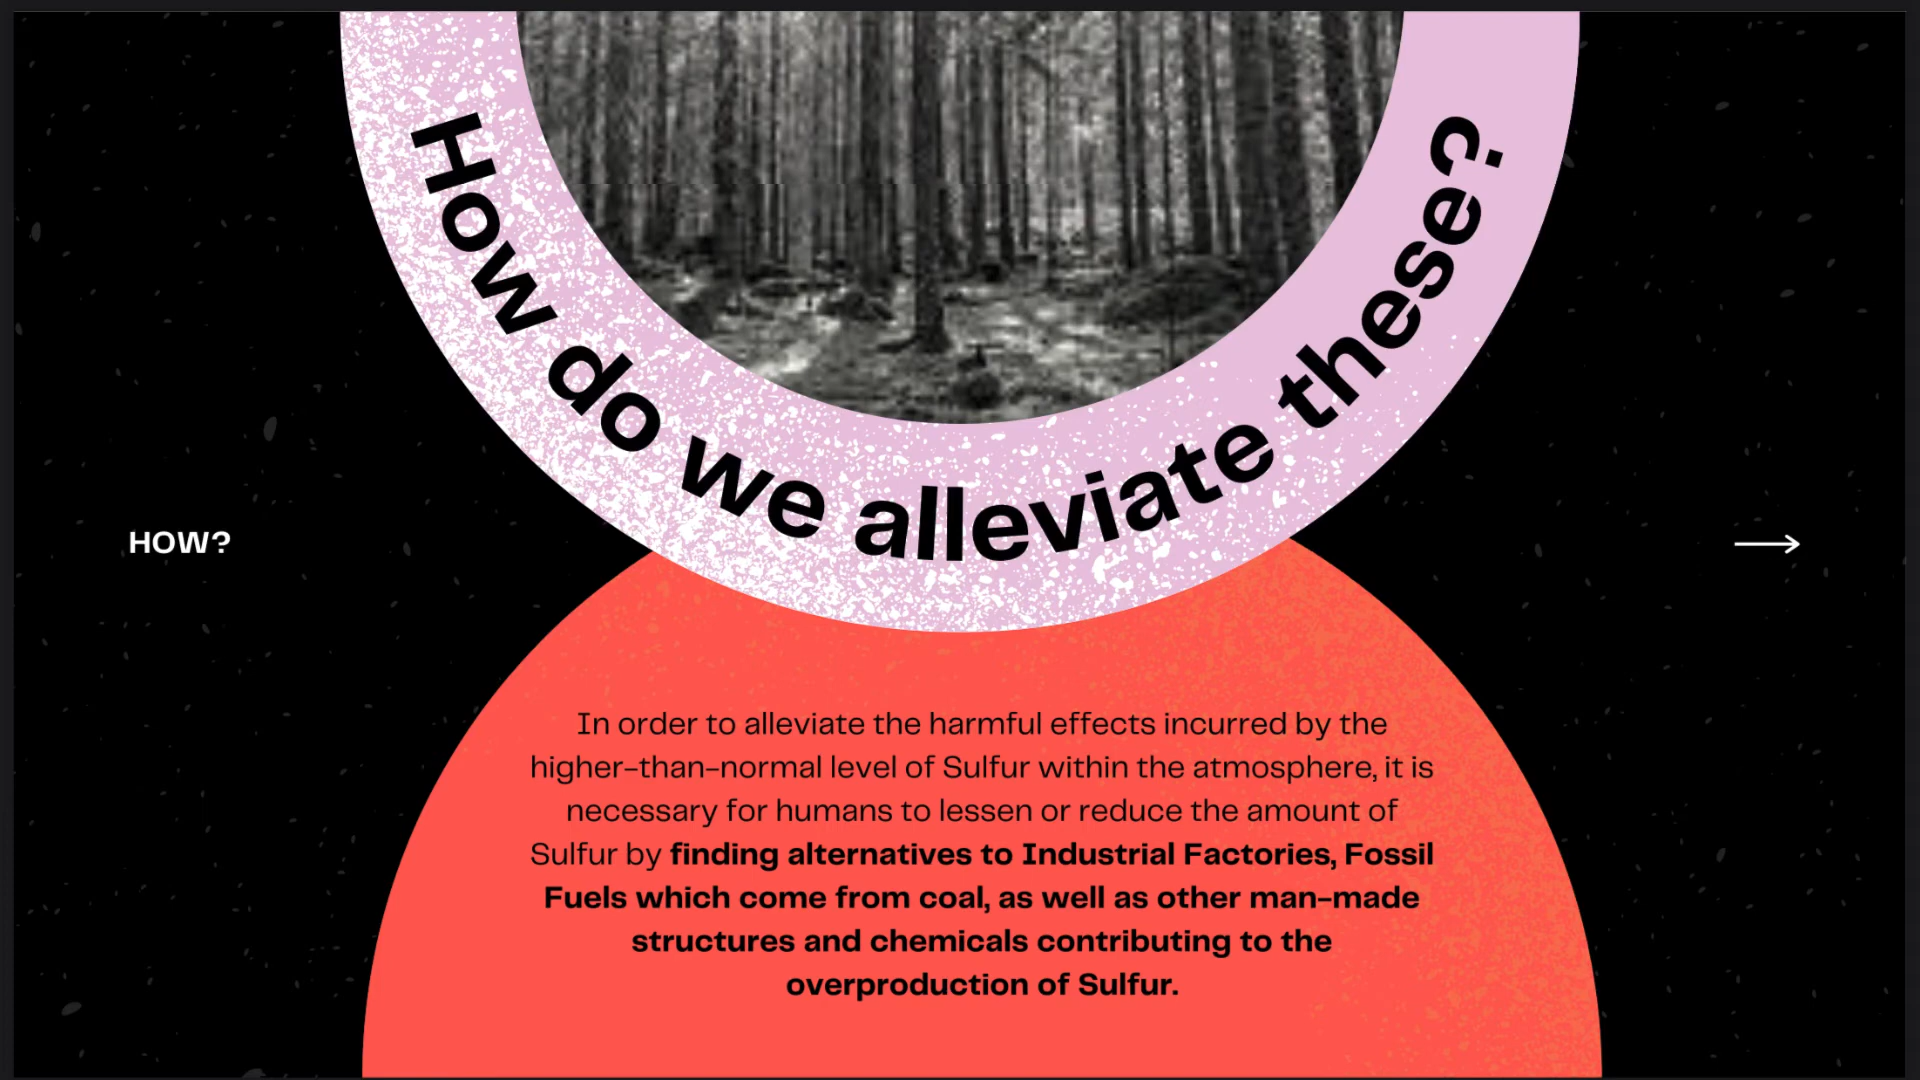 How do we alleviate these?
HOW?
In order to alleviate the harmful effects incurred by the
higher-than-normal level of Sulfur within the atmosphere, it is
necessary for humans to lessen or reduce the amount of
Sulfur by finding alternatives to Industrial Factories, Fossil
Fuels which come from coal, as well as other man-made
structures and chemicals contributing to the
overproduction of Sulfur.